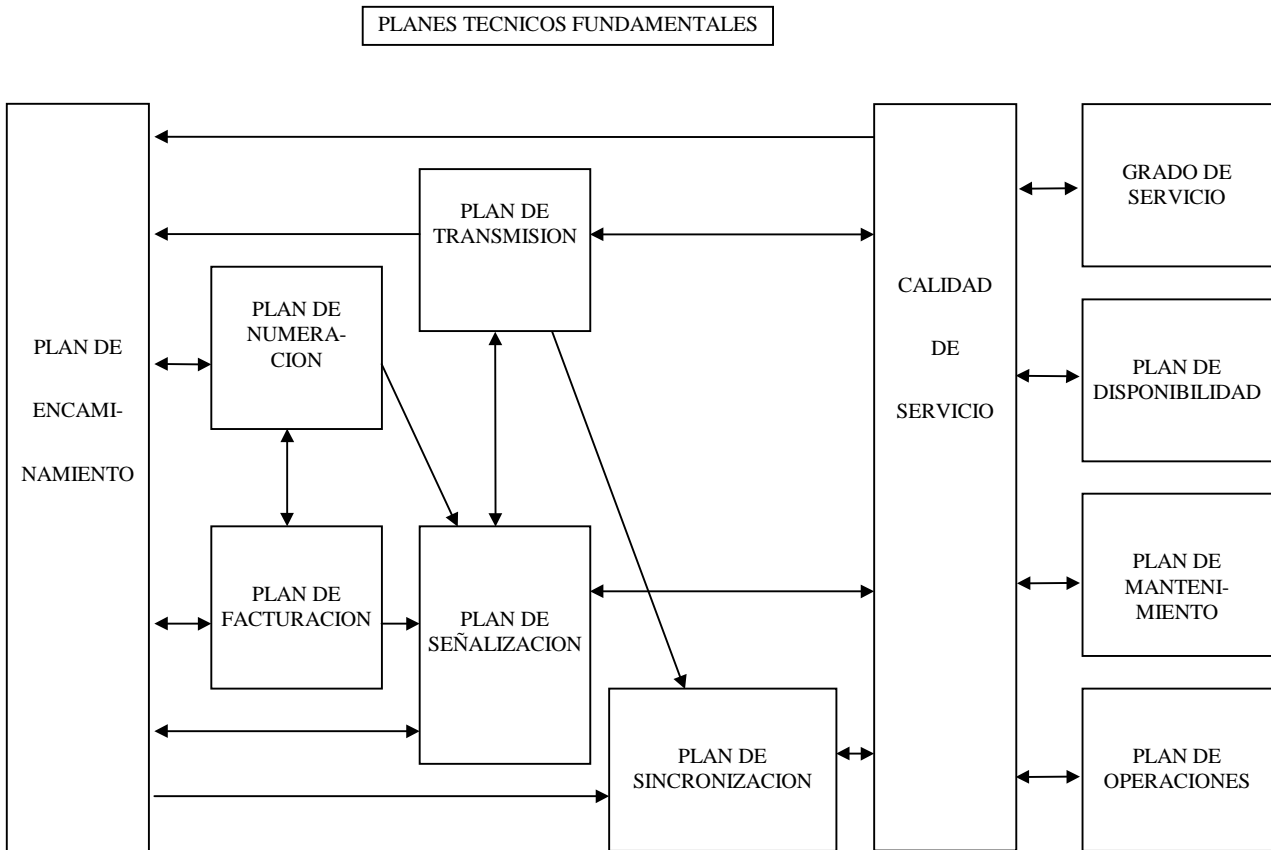 PLANES TECNICOS FUNDAMENTALES
PLAN DE
ENCAMI-
NAMIENTO
PLAN DE
TRANSMISION
PLAN DE
NUMERA-
CION
PLAN DE
FACTURACION
PLAN DE
SEÑALIZACION
PLAN DE
SINCRONIZACION
CALIDAD
DE
SERVICIO
GRADO DE
SERVICIO
PLAN DE
DISPONIBILIDAD
PLAN DE
MANTENI-
MIENTO
PLAN DE
OPERACIONES